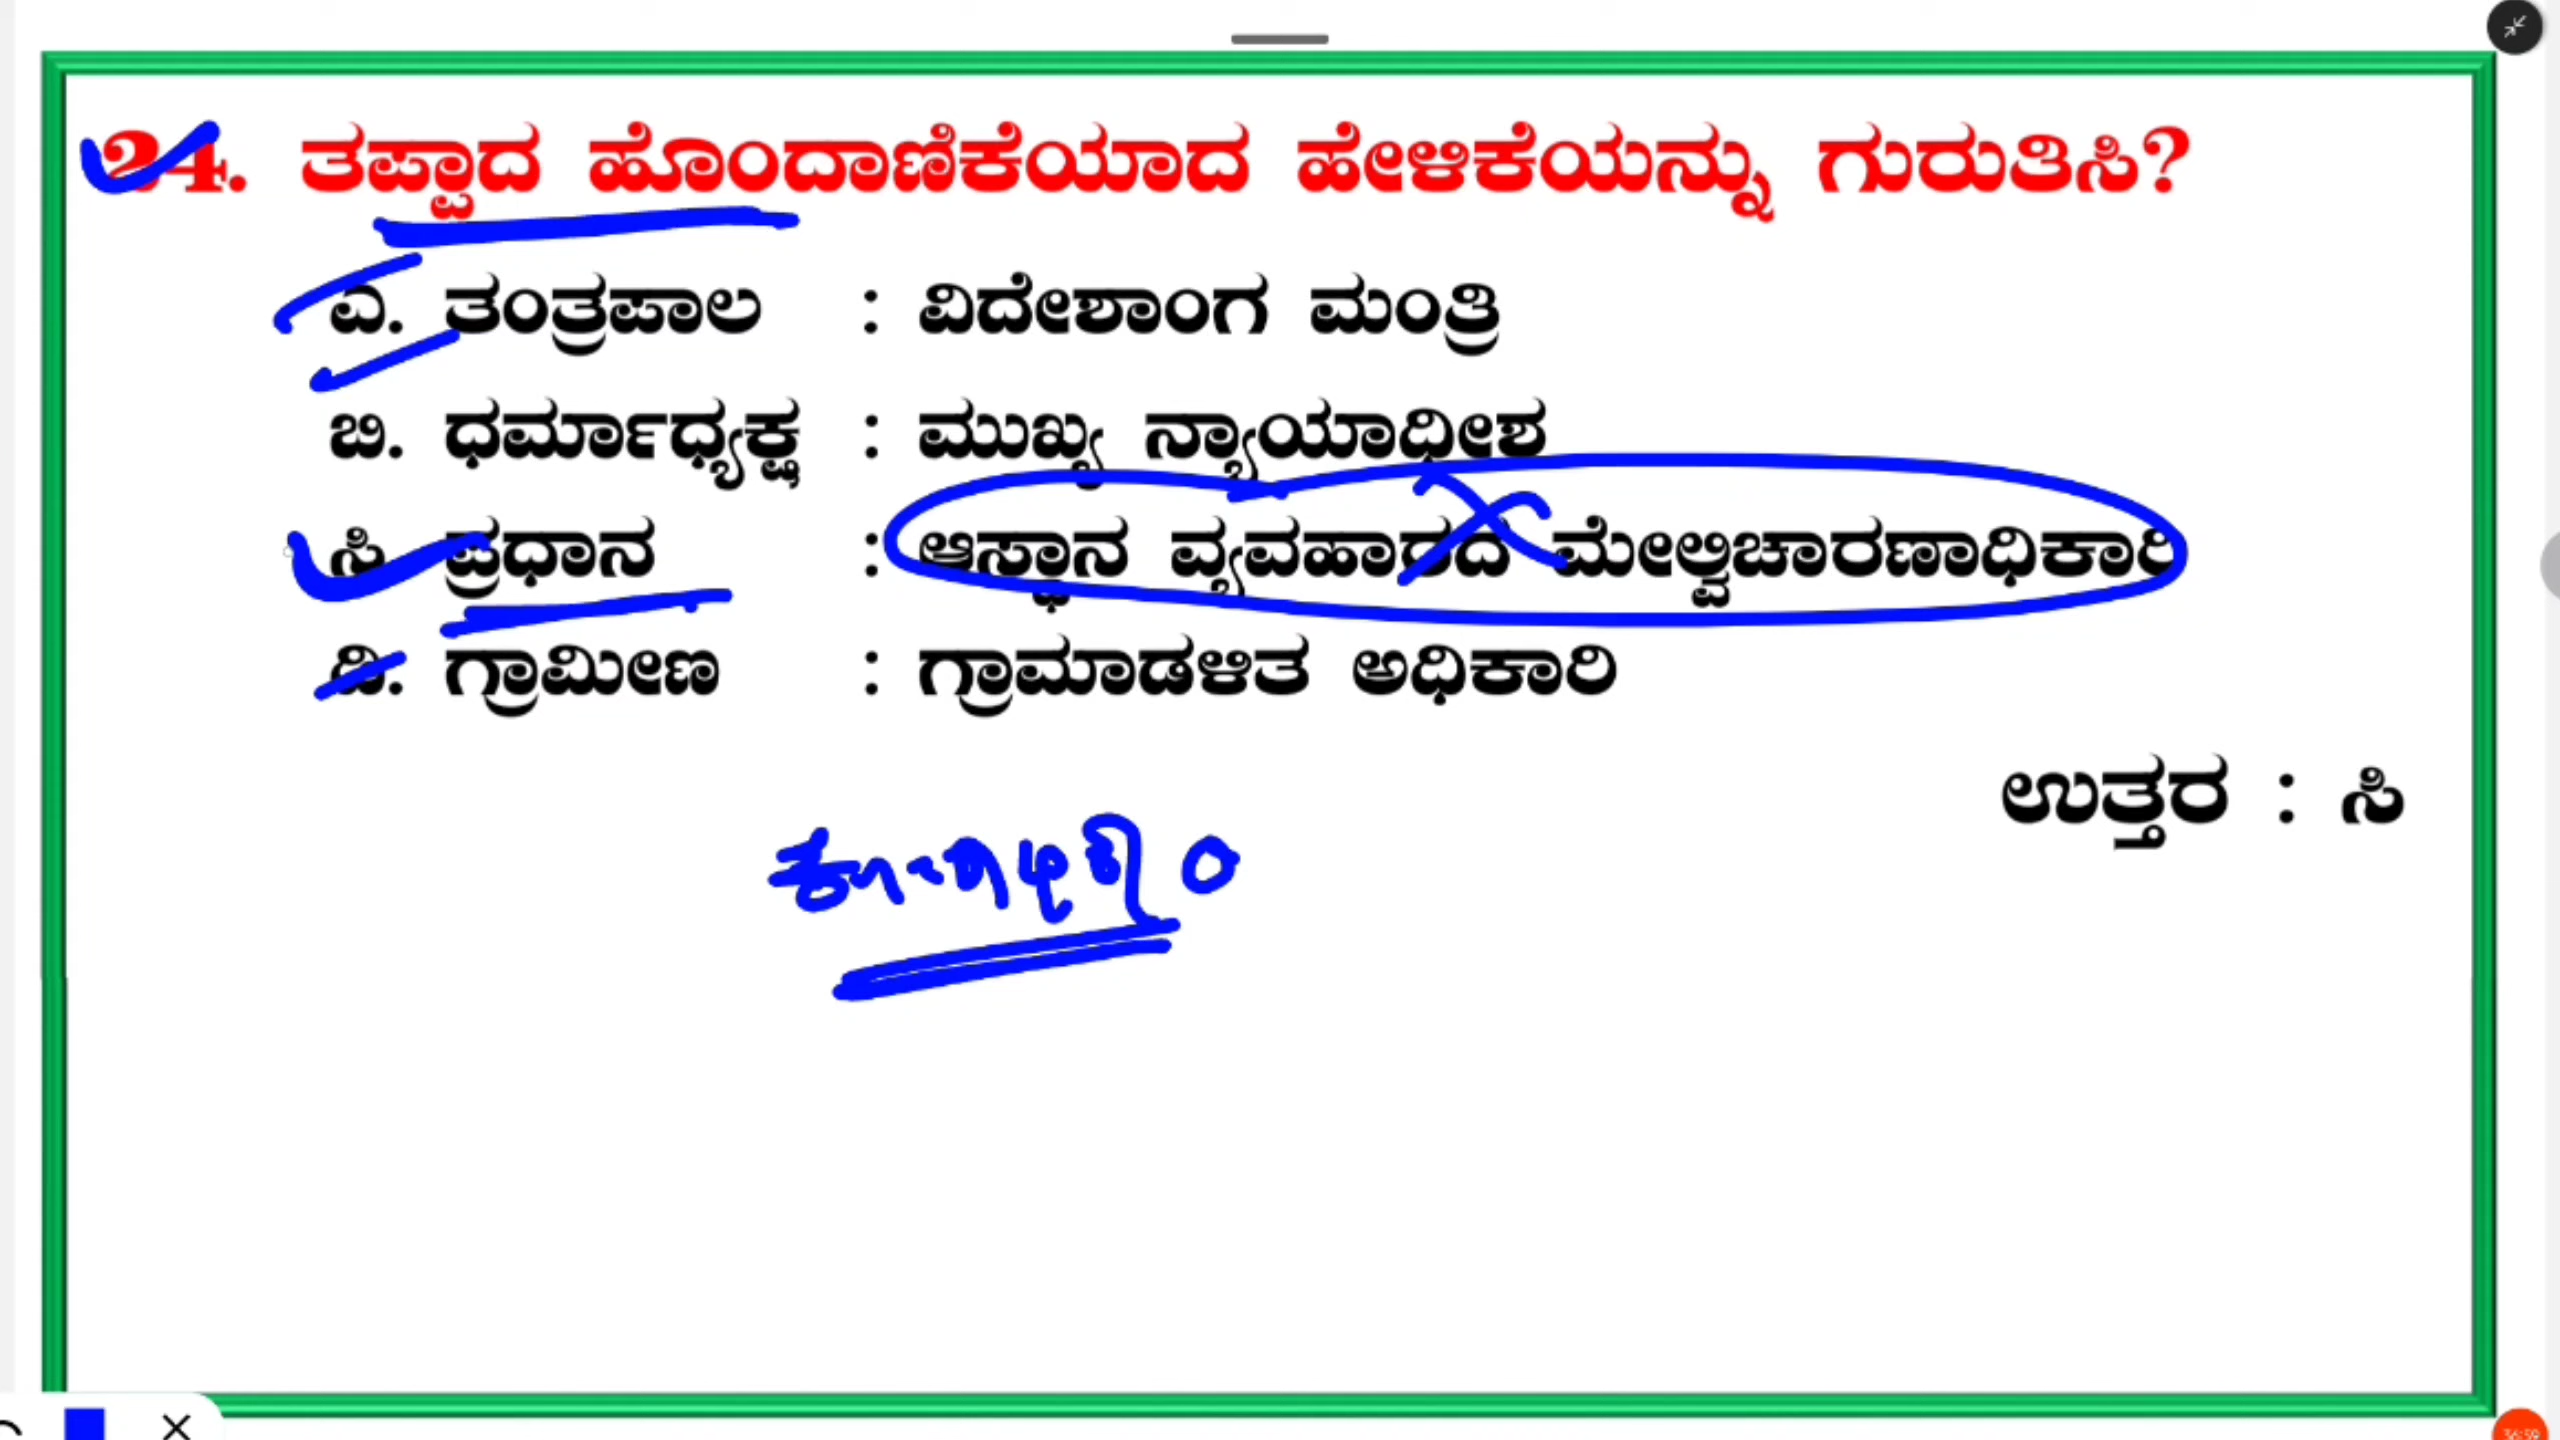 24. ತಪ್ಪಾದ ಹೊಂದಾಣಿಕೆಯಾದ ಹೇಳಿಕೆಯನ್ನು ಗುರುತಿಸಿ?
ಎ. ತಂತ್ರಪಾಲ : ವಿದೇಶಾಂಗ ಮಂತ್ರಿ
ಬಿ. ಧರ್ಮಾಧ್ಯಕ್ಷ : ಮುಖ್ಯ ನ್ಯಾಯಾಧೀಶ
ಸಿ. ಪ್ರಧಾನ : ಆಸ್ಥಾನ ವ್ಯವಹಾರದ ಮೇಲ್ವಿಚಾರಣಾಧಿಕಾರಿ
ಡಿ. ಗ್ರಾಮೀಣ : ಗ್ರಾಮಾಡಳಿತ ಅಧಿಕಾರಿ
ಉತ್ತರ : ಸಿ